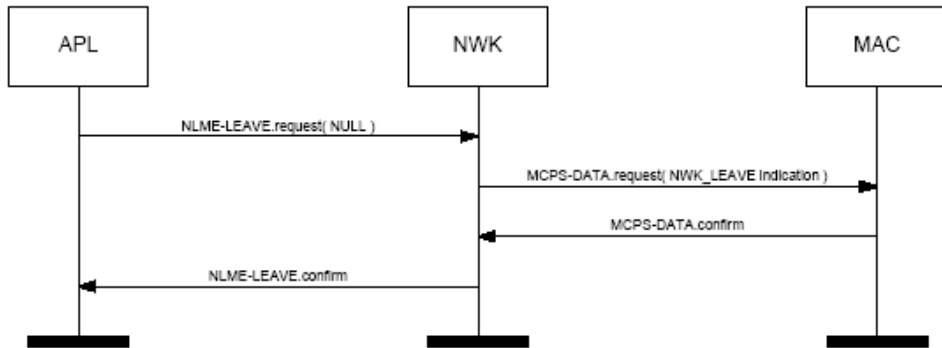 APL
NWK
MAC
NLME-LEAVE.request( NULL )
MCPS-DATA.request( NWK_LEAVE indication )
MCPS-DATA.confirm
NLME-LEAVE.confirm